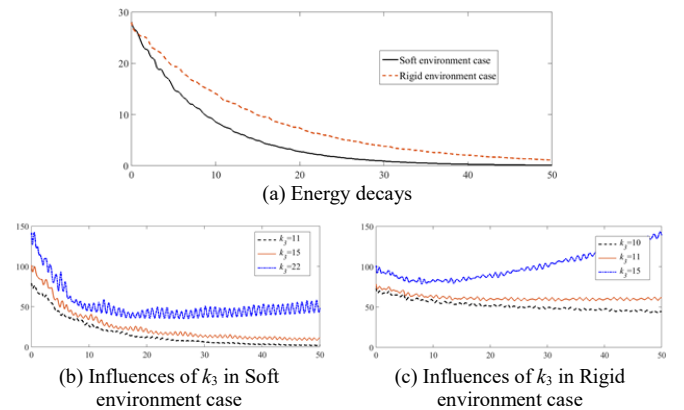 30
20
10
0
0 10 20 30 40 50
Soft environment case
Rigid environment case
(a) Energy decays
150
100
50
0
0 10 20 30 40 50
k3=11
k3=15
k3=22
(b) Influences of k3 in Soft
environment case
150
100
50
0
0 10 20 30 40 50
k3=10
k3=11
k3=15
(c) Influences of k3 in Rigid
environment case